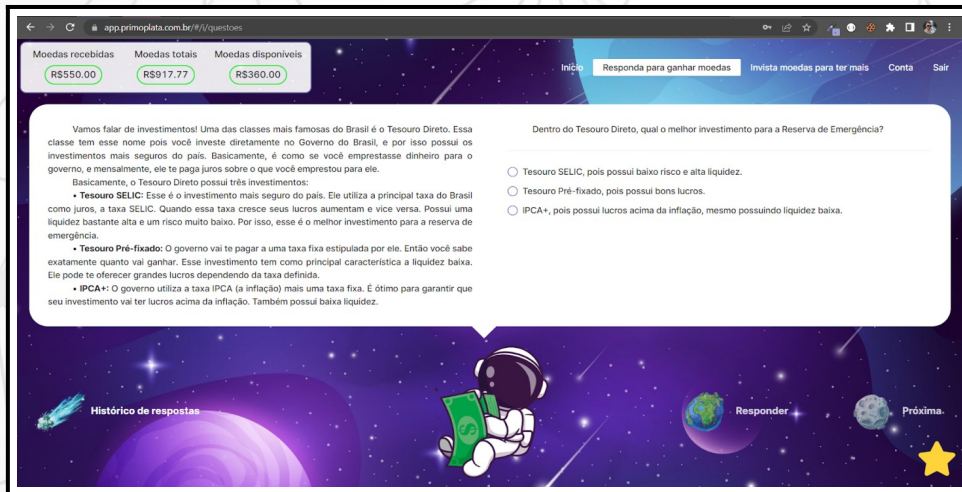 app.primoplata.com.br/#/i/questoes
Moedas recebidas Moedas totais Moedas disponíveis
R$550.00 R$917.77 R$360.00
Início Responda para ganhar moedas Invista moedas para ter mais Conta Sair
Vamos falar de investimentos! Uma das classes mais famosas do Brasil é o Tesouro Direto. Essa
classe tem esse nome pois você investe diretamente no Governo do Brasil, e por isso possui os
investimentos mais seguros do país. Basicamente, é como se você emprestasse dinheiro para o
governo, e mensalmente, ele te paga juros sobre o que você emprestou para ele.
Basicamente, o Tesouro Direto possui três investimentos:
• Tesouro SELIC: Esse é o investimento mais seguro do país. Ele utiliza a principal taxa do Brasil
como juros, a taxa SELIC. Quando essa taxa cresce seus lucros aumentam e vice versa. Possui uma
liquidez bastante alta e um risco muito baixo. Por isso, esse é o melhor investimento para a reserva de
emergência.
• Tesouro Pré-fixado: O governo vai te pagar a uma taxa fixa estipulada por ele. Então você sabe
exatamente quanto vai ganhar. Esse investimento tem como principal característica a liquidez baixa.
Ele pode te oferecer grandes lucros dependendo da taxa definida.
• IPCA+: O governo utiliza a taxa IPCA (a inflação) mais uma taxa fixa. É ótimo para garantir que
seu investimento vai ter lucros acima da inflação. Também possui baixa liquidez.
Dentro do Tesouro Direto, qual o melhor investimento para a Reserva de Emergência?
Tesouro SELIC, pois possui baixo risco e alta liquidez.
Tesouro Pré-fixado, pois possui bons lucros.
IPCA+, pois possui lucros acima da inflação, mesmo possuindo liquidez baixa.
Histórico de respostas
Responder
Próxima